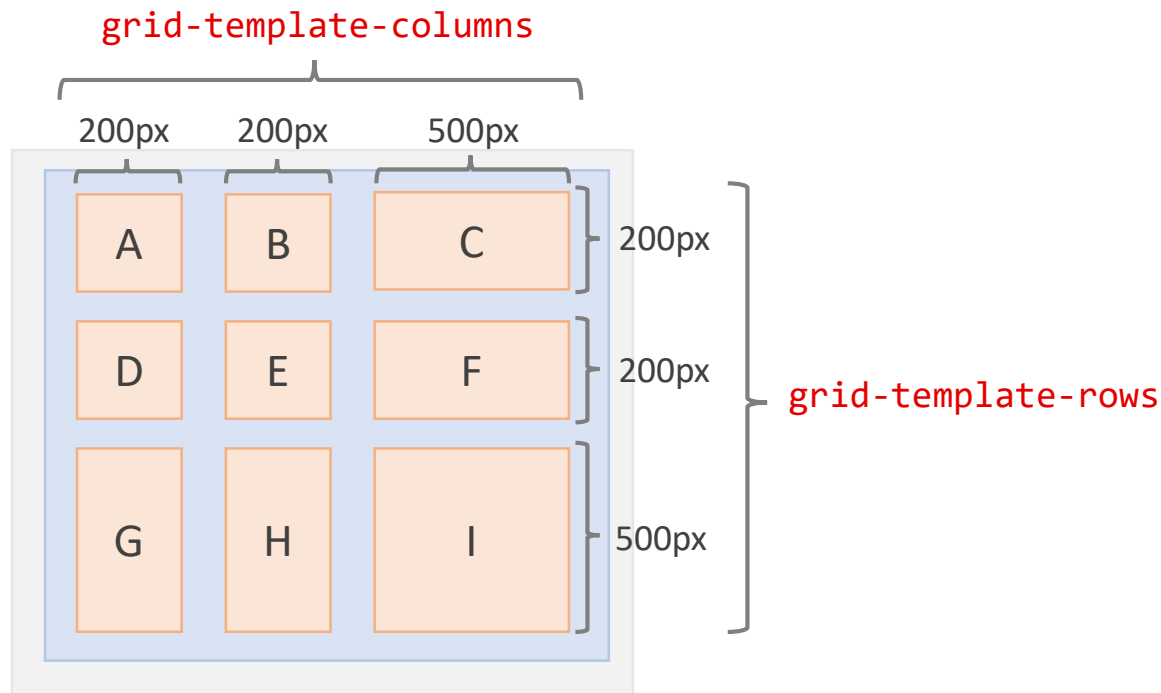 grid-template-columns
200px 200px 500px
A B C 200px
D E F 200px
grid-template-rows
G H I 500px